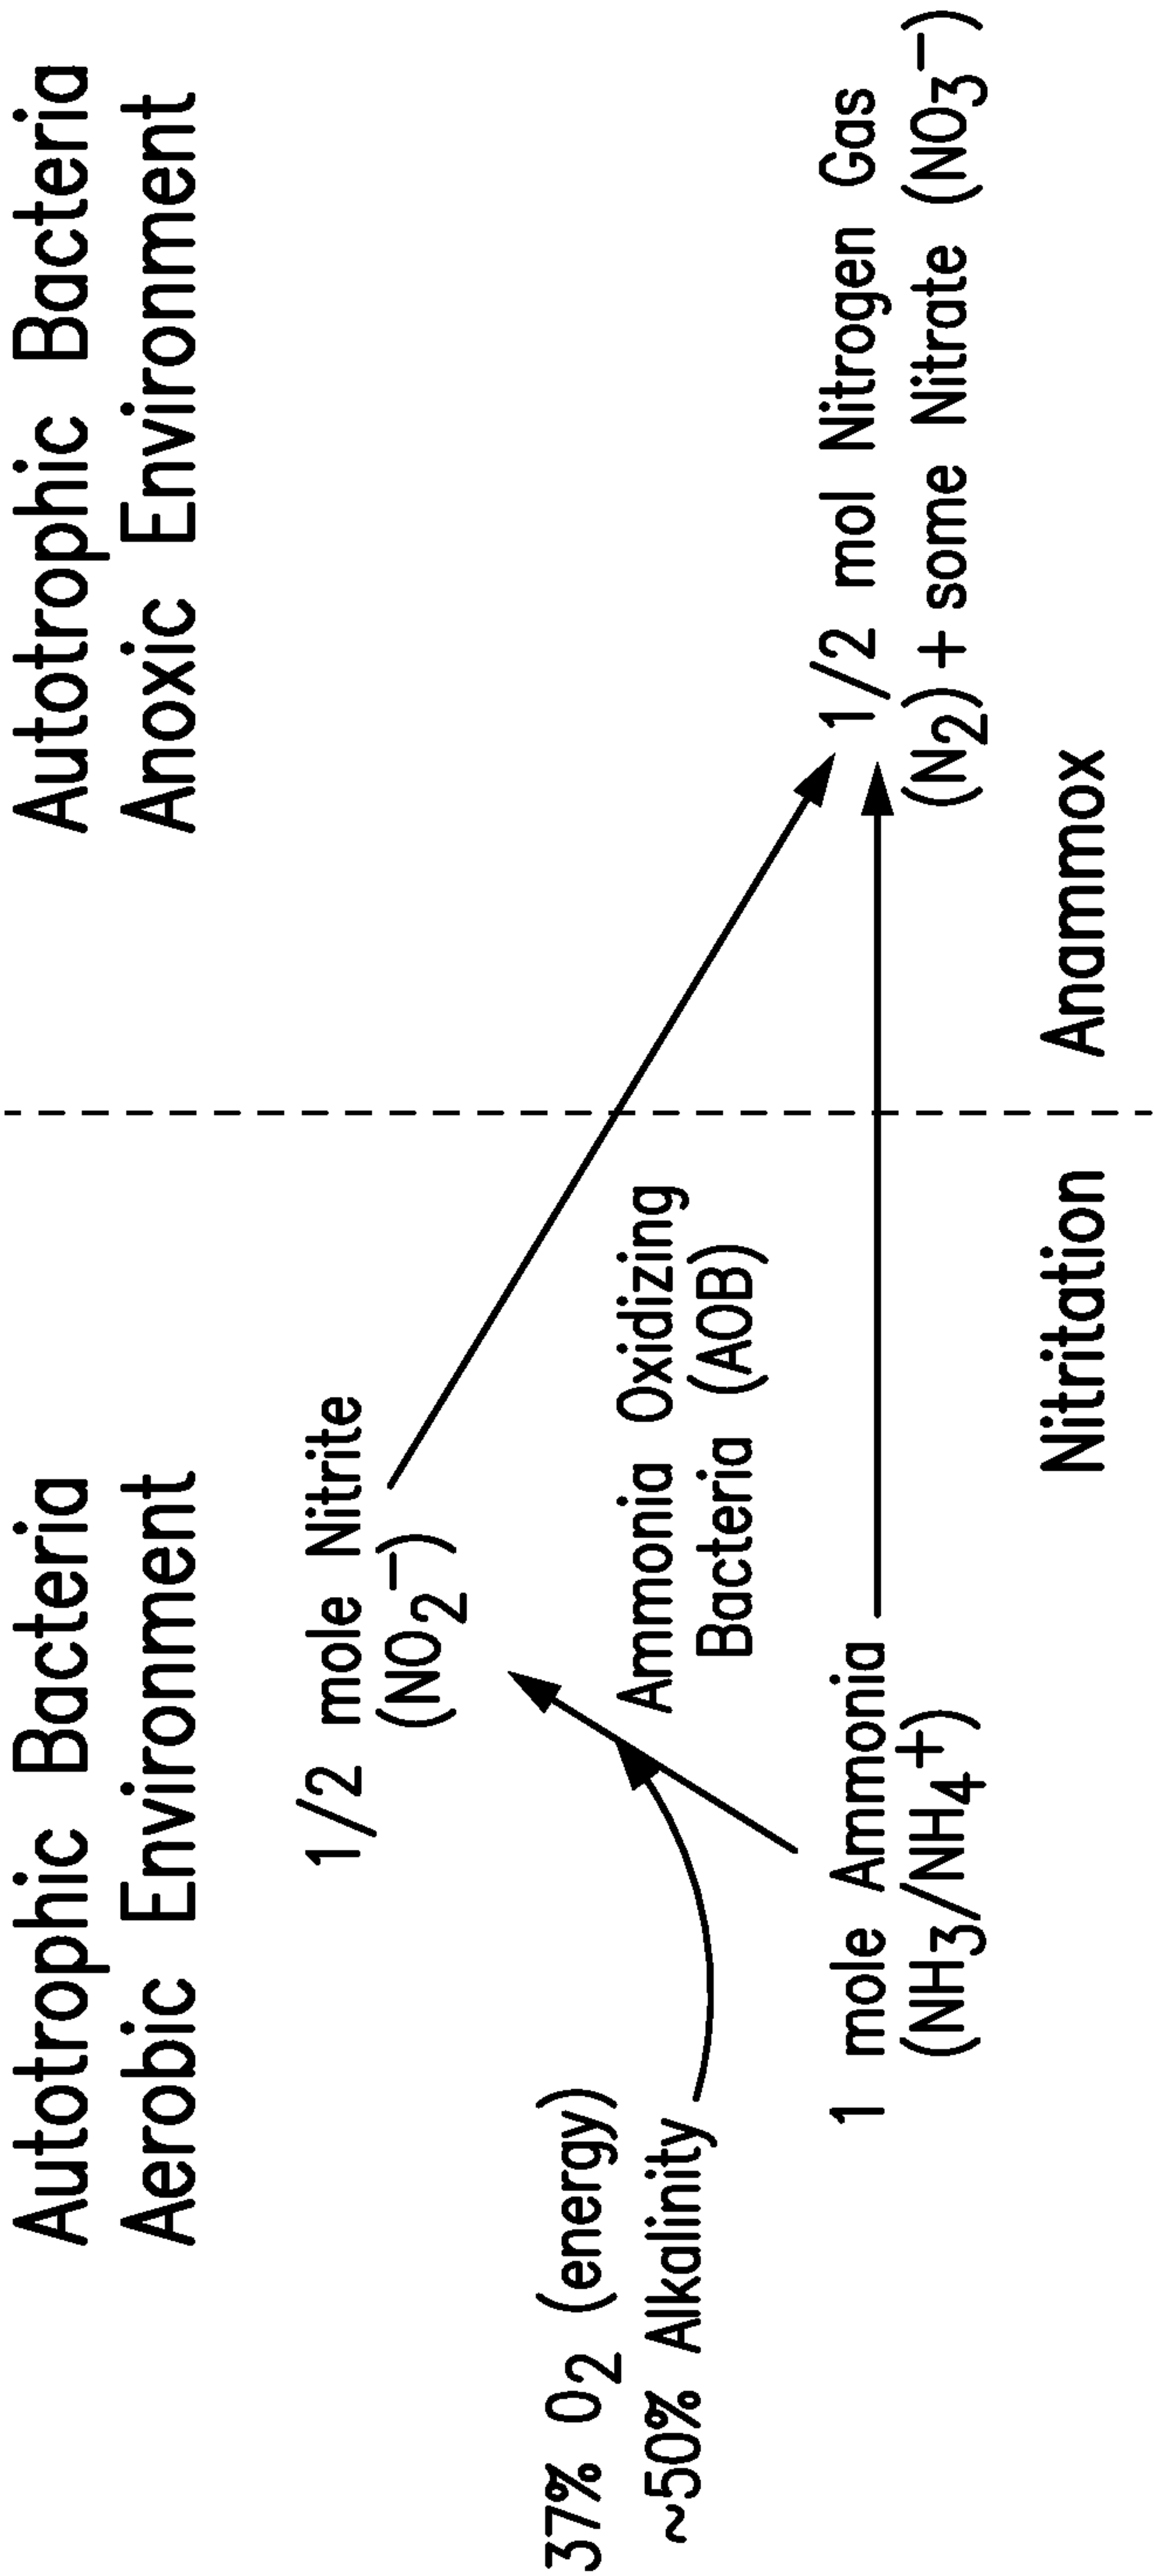 Autotrophic Bacteria
Aerobic Environment
Autotrophic Bacteria
Anoxic Environment
1/2 mole Nitrite
(NO₂⁻)
37% O₂ (energy)
~50% Alkalinity
Ammonia Oxidizing
Bacteria (AOB)
1 mole Ammonia
(NH₃/NH₄⁺)
1/2 mol Nitrogen Gas
(N₂) + some Nitrate (NO₃⁻)
Nitritation
Anammox